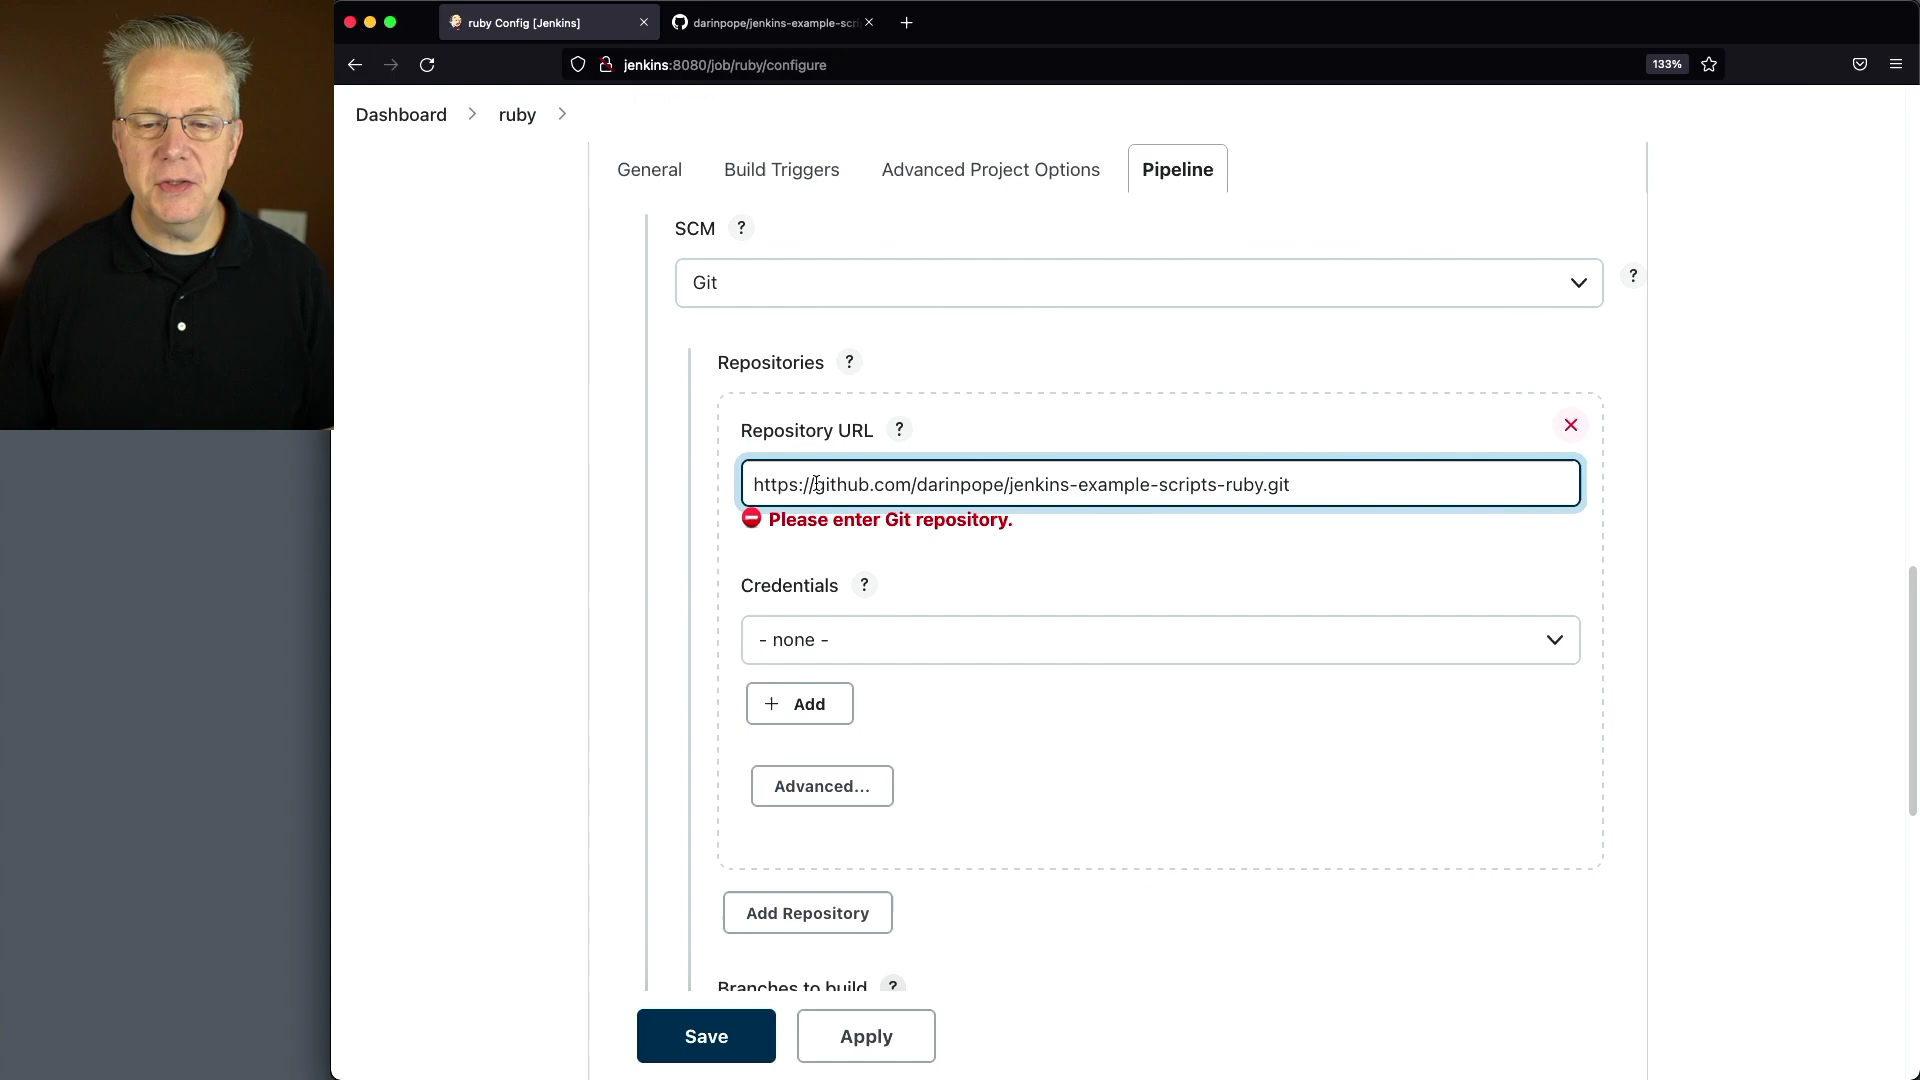 ruby Config [Jenkins]
darinpope/jenkins-example-scri
jenkins:8080/job/ruby/configure
133%
Dashboard
ruby
General
Build Triggers
Advanced Project Options
Pipeline
SCM ?
Git
?
Repositories ?
Repository URL ?
https://github.com/darinpope/jenkins-example-scripts-ruby.git
Please enter Git repository.
Credentials ?
- none -
+ Add
Advanced...
Add Repository
Branches to build ?
Save
Apply